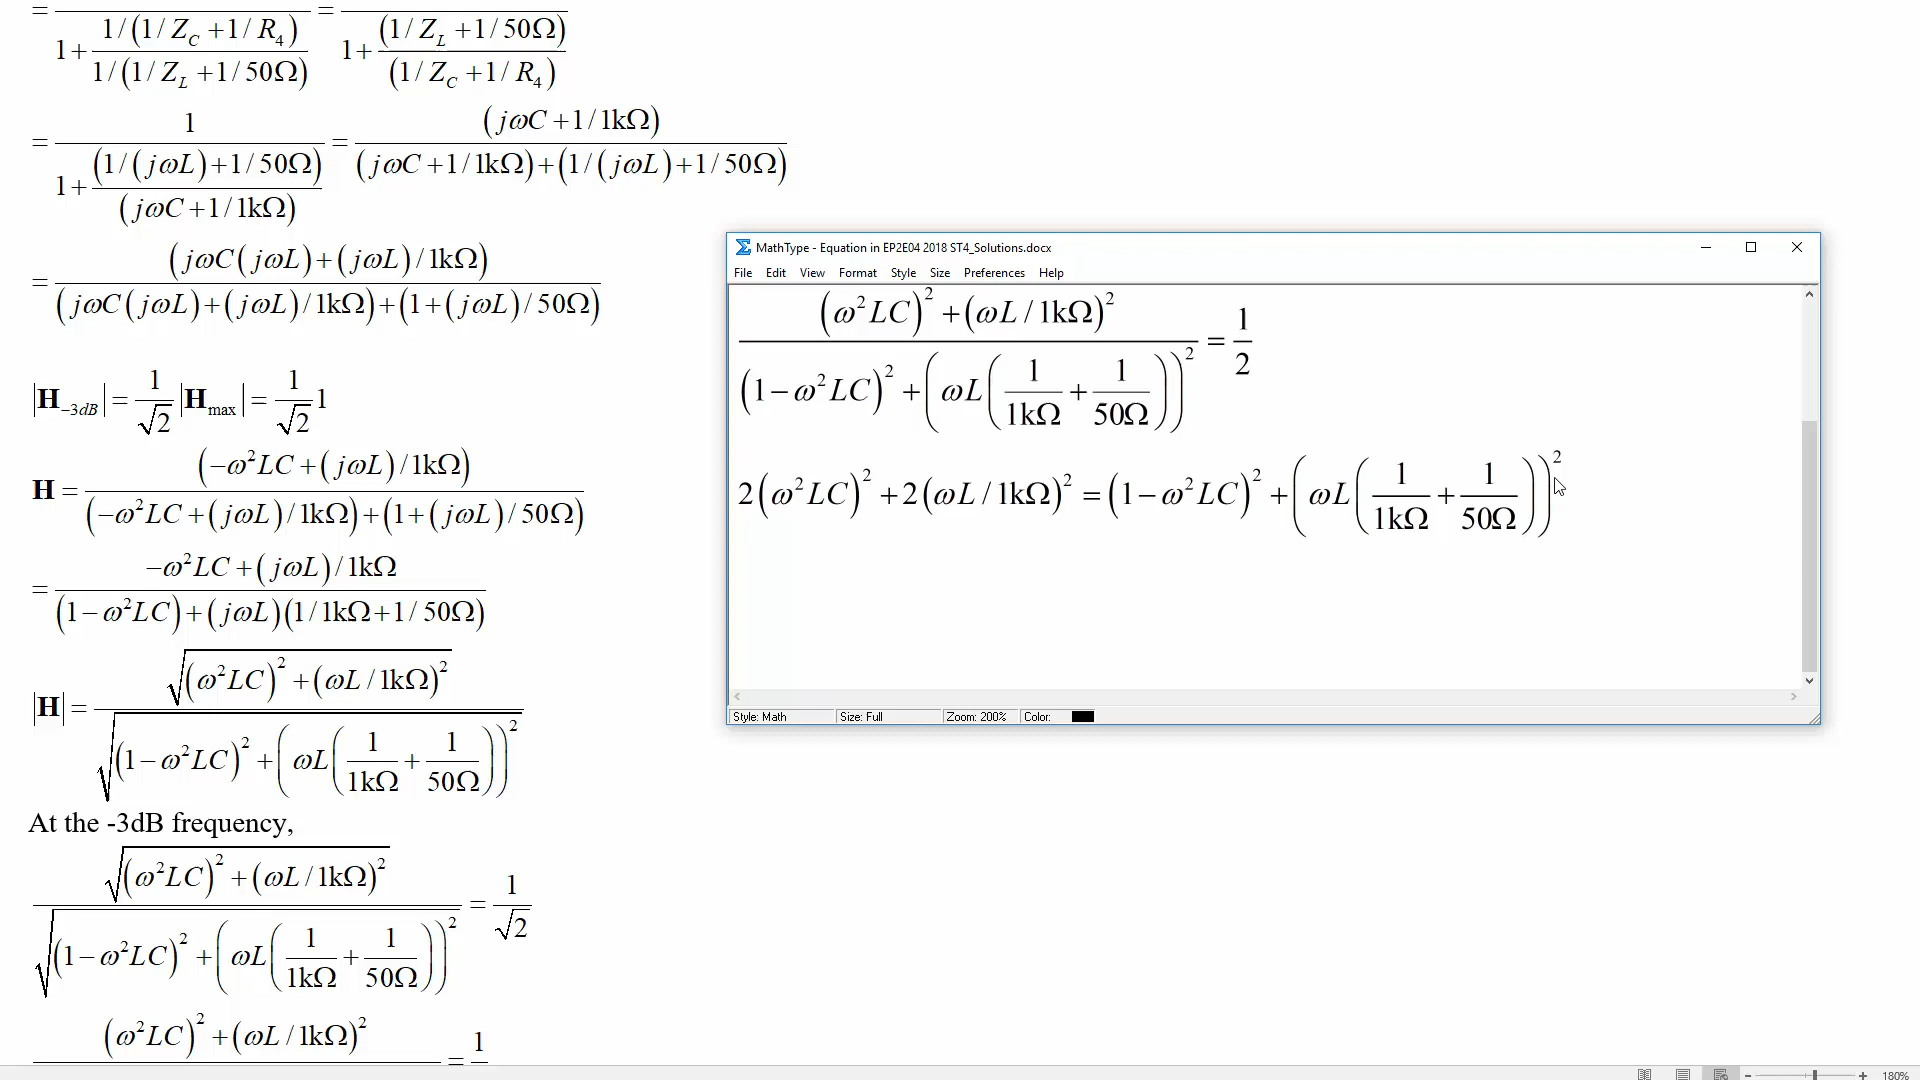 = 1/(1/Z_C +1/R_4) = (1/Z_L +1/50Ω)
1+ 1+
1/(1/Z_L +1/50Ω) (1/Z_C +1/R_4)
= 1 / (1+ (1/(jωL)+1/50Ω) / (jωC+1/1kΩ)) = (jωC+1/1kΩ) / ((jωC+1/1kΩ)+(1/(jωL)+1/50Ω))
= (jωC(jωL)+(jωL)/1kΩ) / ((jωC(jωL)+(jωL)/1kΩ)+(1+(jωL)/50Ω))
|H_−3dB| = 1/√2 |H_max| = 1/√2 1
H = (−ω²LC+(jωL)/1kΩ) / ((−ω²LC+(jωL)/1kΩ)+(1+(jωL)/50Ω))
= −ω²LC+(jωL)/1kΩ / ((1−ω²LC)+(jωL)(1/1kΩ+1/50Ω))
|H| = √((ω²LC)²+(ωL/1kΩ)²) / √((1−ω²LC)²+(ωL(1/1kΩ+1/50Ω))²)
At the -3dB frequency,
√((ω²LC)²+(ωL/1kΩ)²) / √((1−ω²LC)²+(ωL(1/1kΩ+1/50Ω))²) = 1/√2
(ω²LC)²+(ωL/1kΩ)² = 1
MathType - Equation in EP2E04 2018 ST4_Solutions.docx
File Edit View Format Style Size Preferences Help
((ω²LC)²+(ωL/1kΩ)²) / ((1−ω²LC)²+(ωL(1/1kΩ+1/50Ω))²) = 1/2
2(ω²LC)²+2(ωL/1kΩ)² = (1−ω²LC)²+(ωL(1/1kΩ+1/50Ω))²
Style: Math Size: Full Zoom: 200% Color:
180%